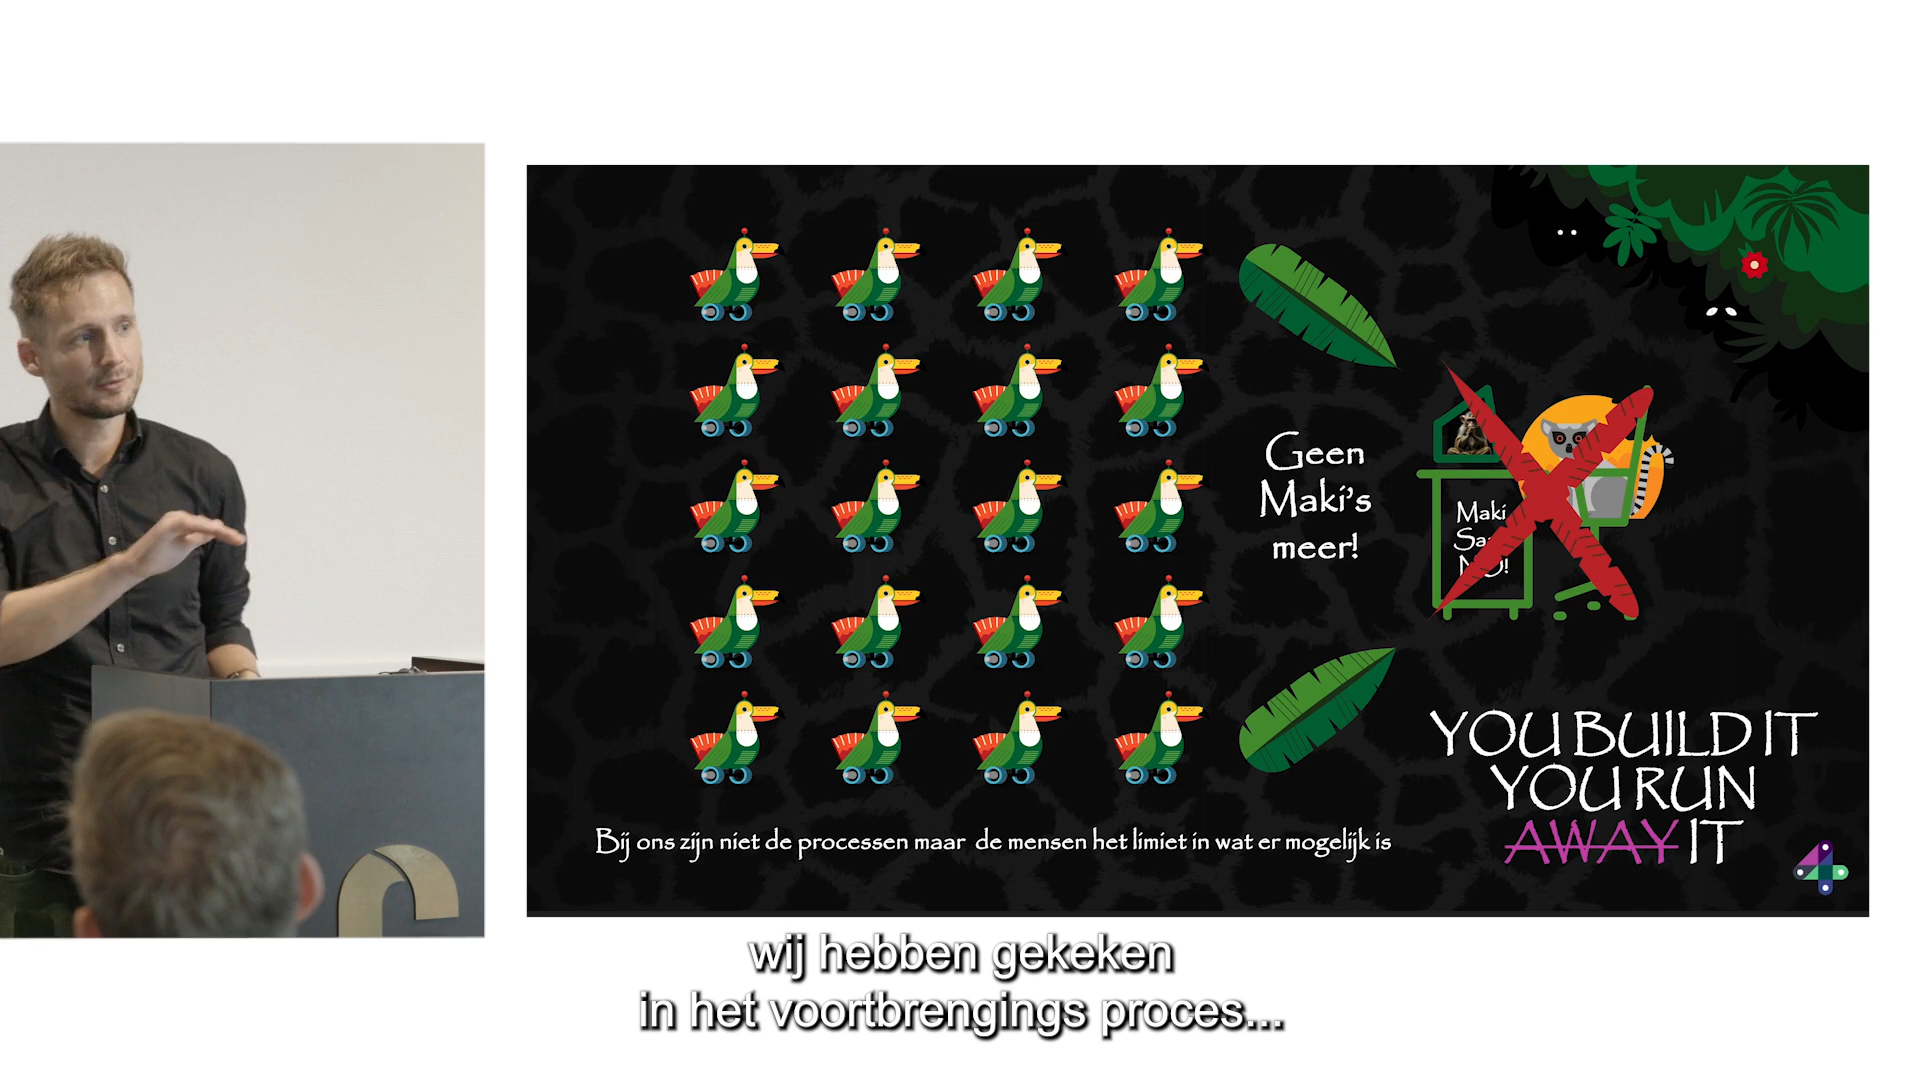 Geen
Maki's
meer!
Maki
NO!
YOU BUILD IT
YOU RUN
AWAY IT
Bij ons zijn niet de processen maar de mensen het limiet in wat er mogelijk is
wij hebben gekeken
in het voortbrengings proces...